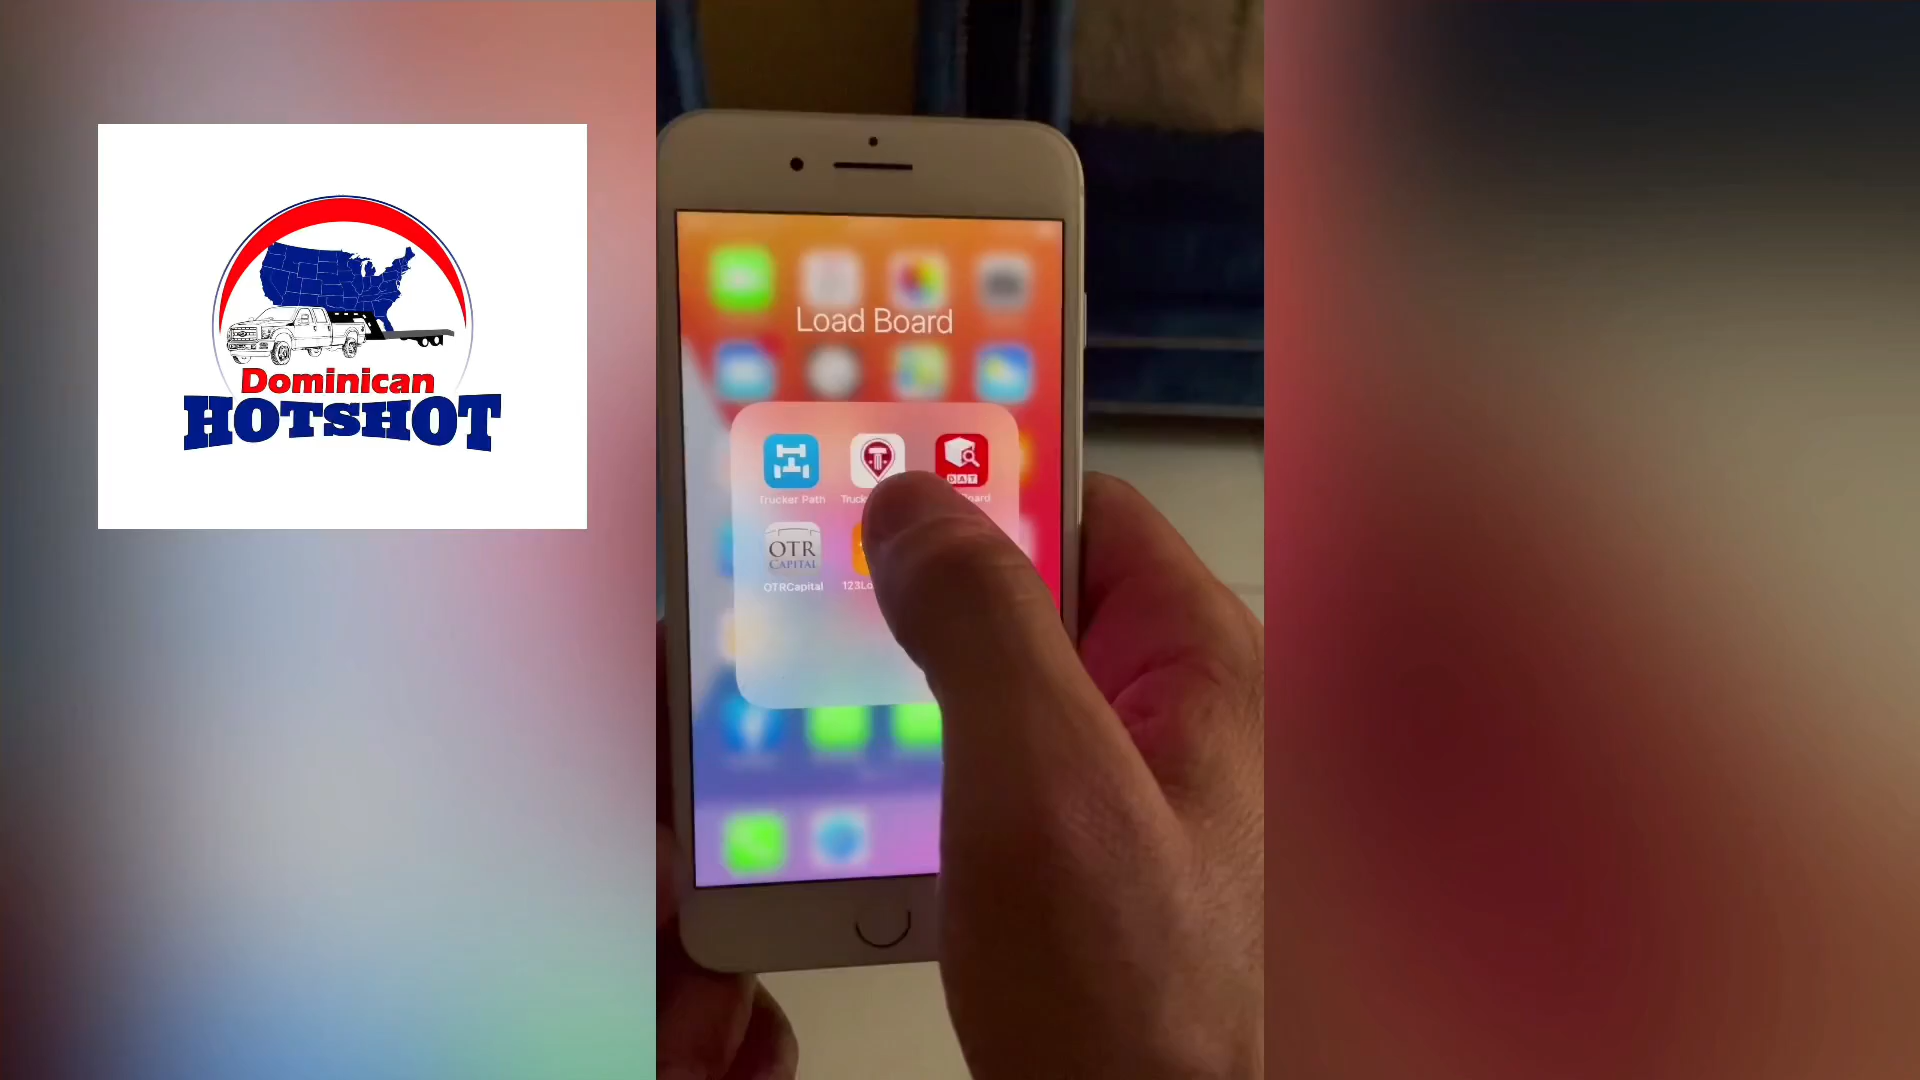 Dominican
HOTSHOT
Load Board
DAT
Trucker Path
OTR
CAPITAL
OTRCapital